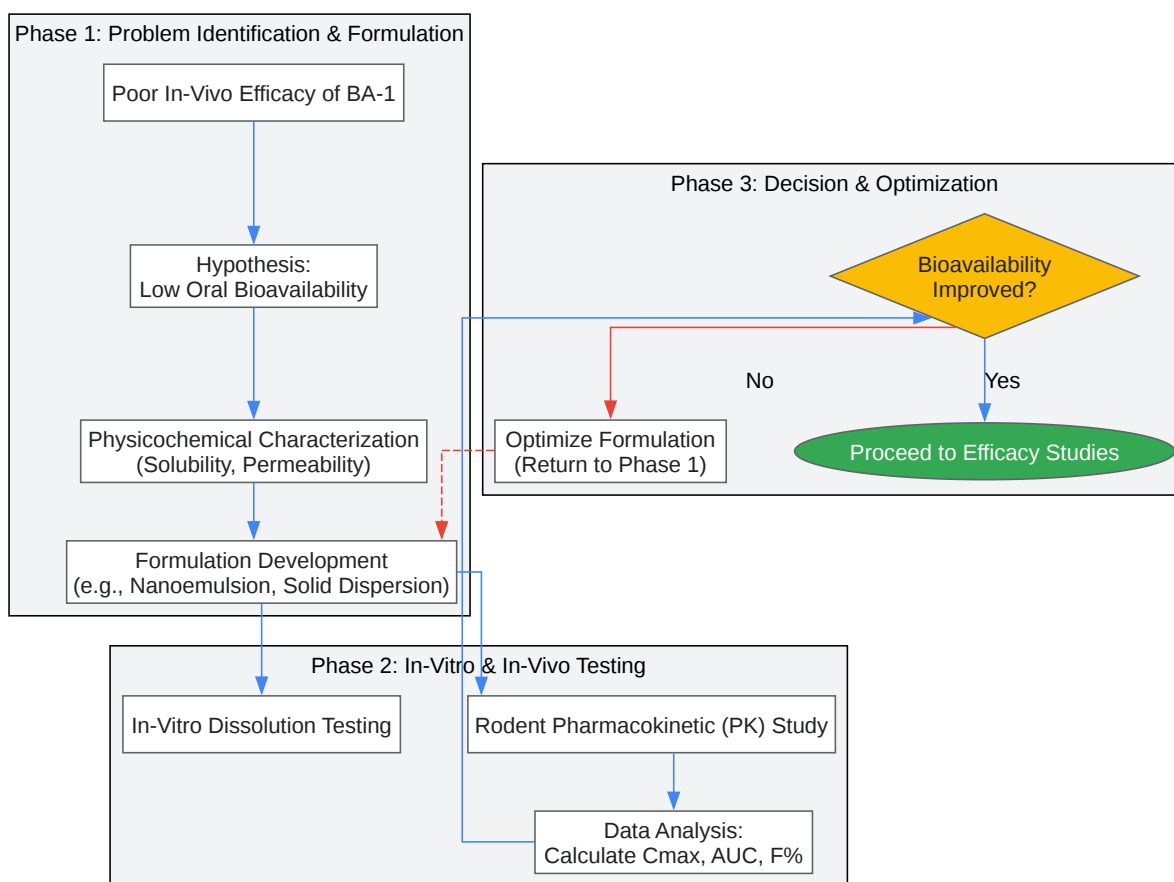 Phase 1: Problem Identification & Formulation
Poor In-Vivo Efficacy of BA-1
Hypothesis:
Low Oral Bioavailability
Physicochemical Characterization
(Solubility, Permeability)
Formulation Development
(e.g., Nanoemulsion, Solid Dispersion)
Phase 2: In-Vitro & In-Vivo Testing
In-Vitro Dissolution Testing
Rodent Pharmacokinetic (PK) Study
Data Analysis:
Calculate Cmax, AUC, F%
Phase 3: Decision & Optimization
Bioavailability
Improved?
No
Yes
Optimize Formulation
(Return to Phase 1)
Proceed to Efficacy Studies